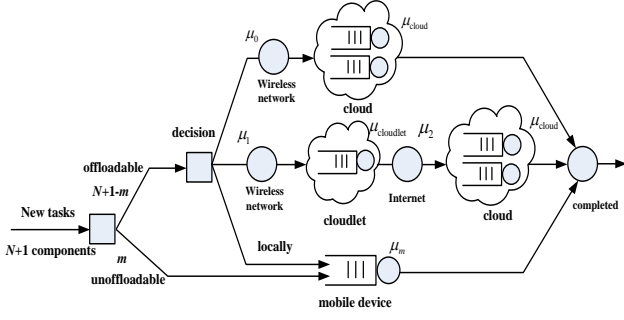 μ0
μcloud
Wireless
network
cloud
decision
μ1
μcloudlet
μ2
μcloud
offloadable
N+1-m
Wireless
network
cloudlet
Internet
cloud
completed
New tasks
N+1 components
m
unoffloadable
locally
μm
mobile device